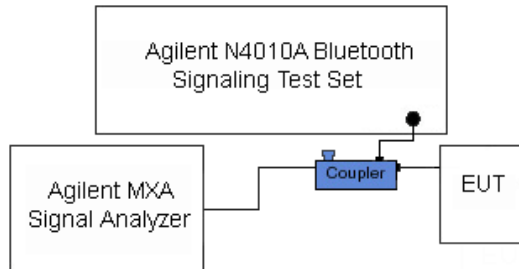 Agilent N4010A Bluetooth
Signaling Test Set
Coupler
Agilent MXA
Signal Analyzer
EUT